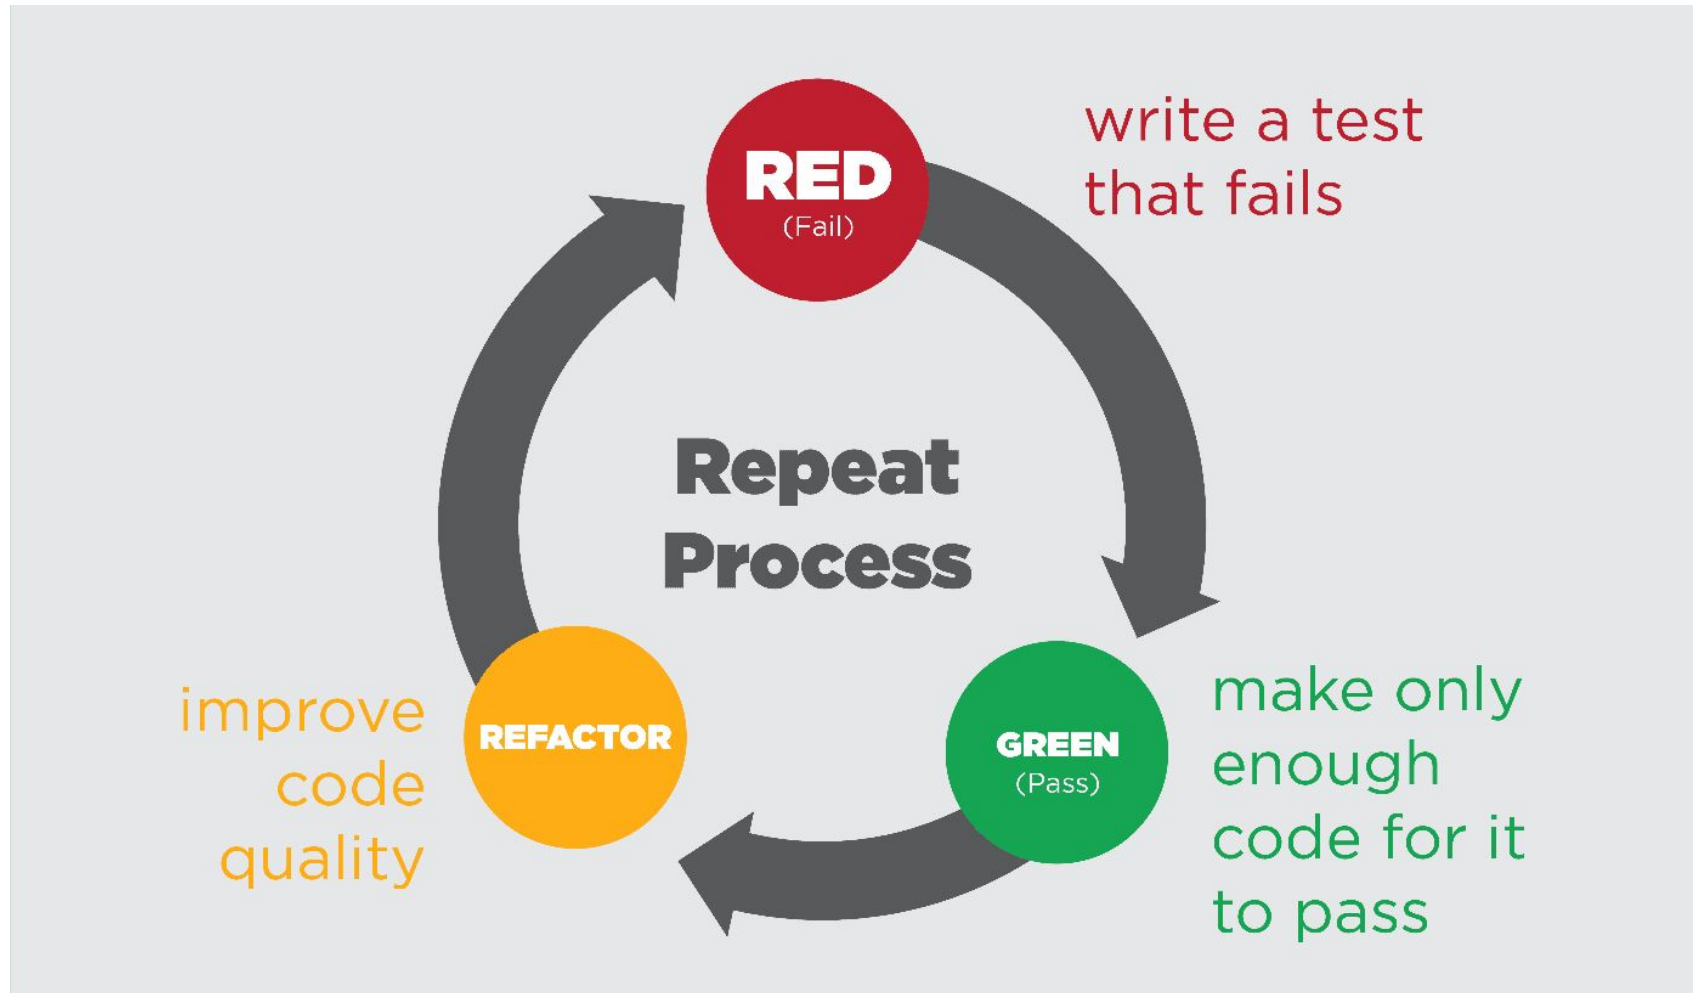 RED
(Fail)
write a test
that fails
Repeat
Process
GREEN
(Pass)
make only
enough
code for it
to pass
REFACTOR
improve
code
quality